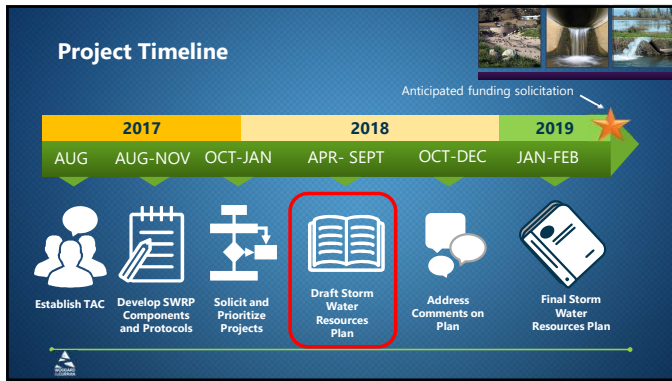 Project Timeline
Anticipated funding solicitation
2017
2018
2019
AUG
AUG-NOV
OCT-JAN
APR- SEPT
OCT-DEC
JAN-FEB
Establish TAC
Develop SWRP
Components
and Protocols
Solicit and
Prioritize
Projects
Draft Storm
Water
Resources
Plan
Address
Comments on
Plan
Final Storm
Water
Resources Plan
WOODARD
&CURRAN